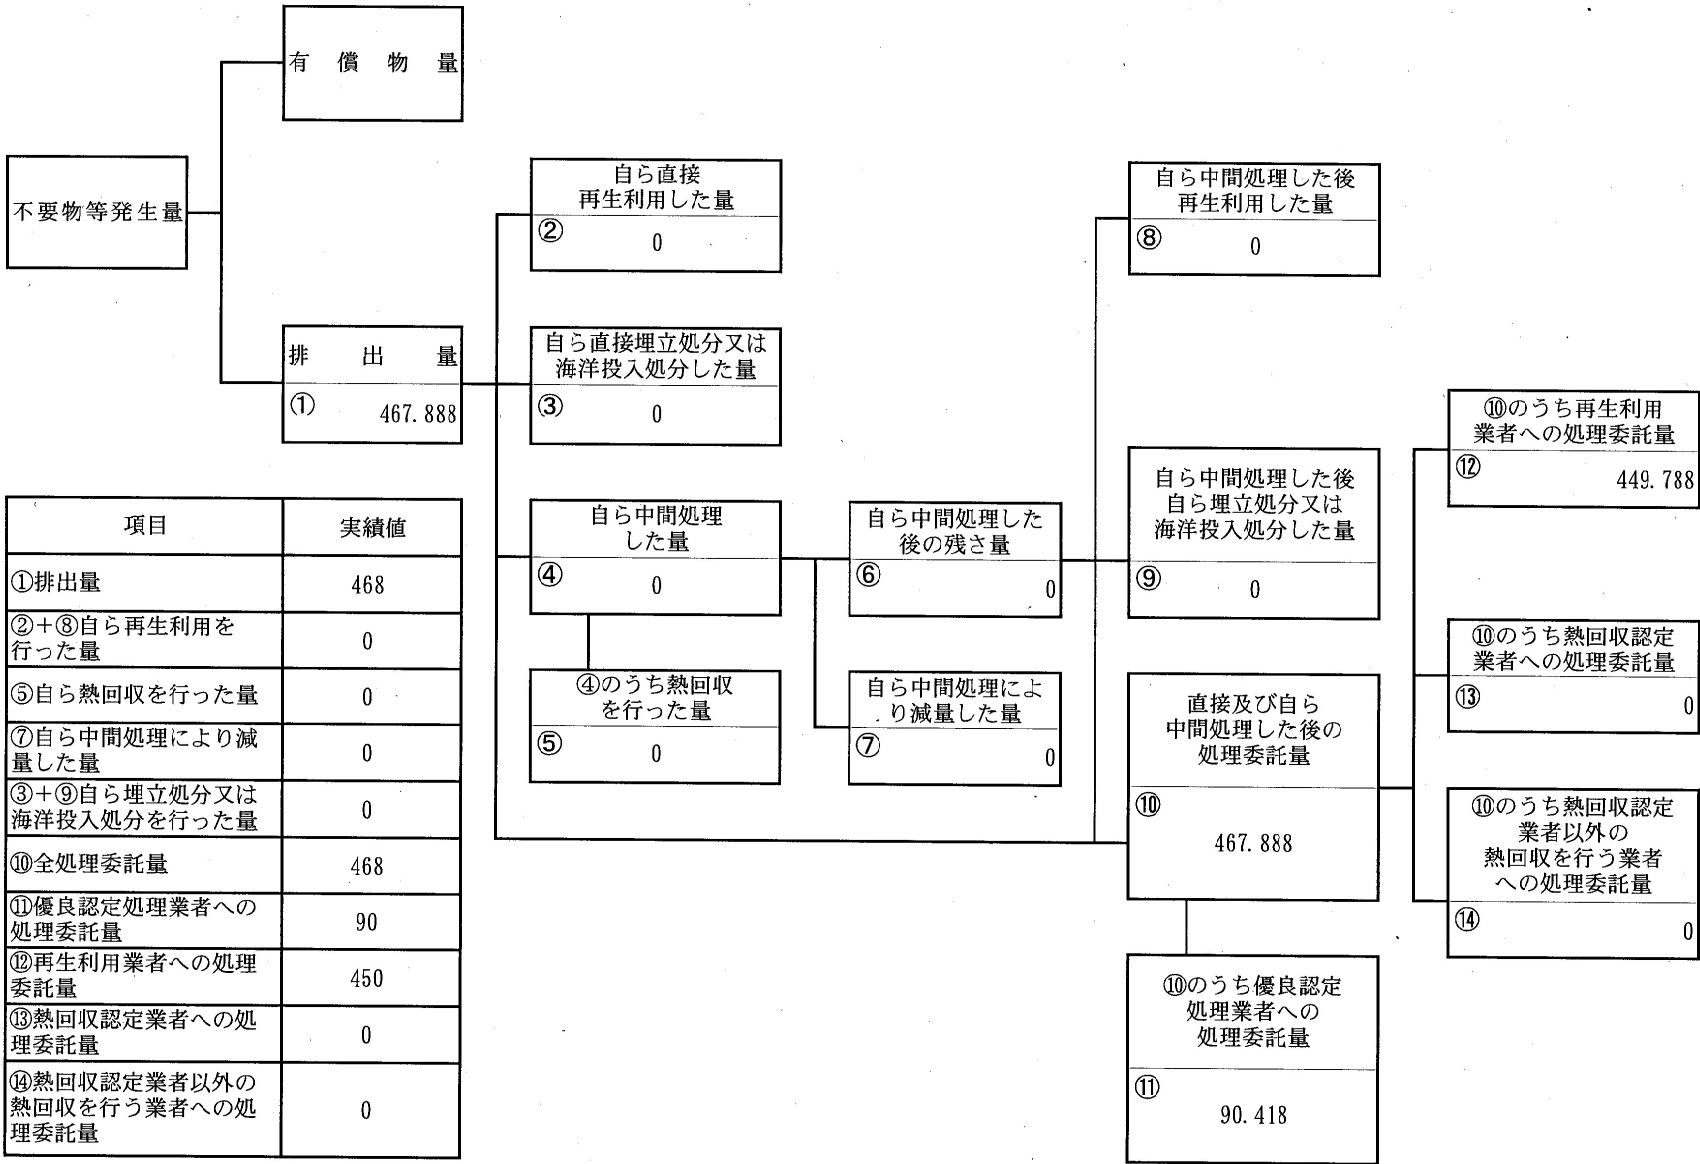 有償物量
不要物等発生量
排出量
① 467.888
自ら直接
再生利用した量
② 0
自ら直接埋立処分又は
海洋投入処分した量
③ 0
自ら中間処理
した量
④ 0
④のうち熱回収
を行った量
⑤ 0
自ら中間処理した
後の残さ量
⑥ 0
自ら中間処理によ
り減量した量
⑦ 0
自ら中間処理した後
再生利用した量
⑧ 0
自ら中間処理した後
自ら埋立処分又は
海洋投入処分した量
⑨ 0
直接及び自ら
中間処理した後の
処理委託量
⑩
467.888
⑩のうち優良認定
処理業者への
処理委託量
⑪
90.418
⑩のうち再生利用
業者への処理委託量
⑫ 449.788
⑩のうち熱回収認定
業者への処理委託量
⑬ 0
⑩のうち熱回収認定
業者以外の
熱回収を行う業者
への処理委託量
⑭ 0
項目 実績値
①排出量 468
②+⑧自ら再生利用を
行った量 0
⑤自ら熱回収を行った量 0
⑦自ら中間処理により減
量した量 0
③+⑨自ら埋立処分又は
海洋投入処分を行った量 0
⑩全処理委託量 468
⑪優良認定処理業者への
処理委託量 90
⑫再生利用業者への処理
委託量 450
⑬熱回収認定業者への処
理委託量 0
⑭熱回収認定業者以外の
熱回収を行う業者への処
理委託量 0